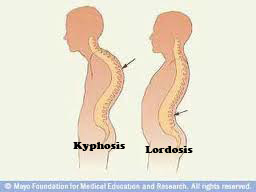 Kyphosis
Lordosis
© Mayo Foundation for Medical Education and Research. All rights reserved.